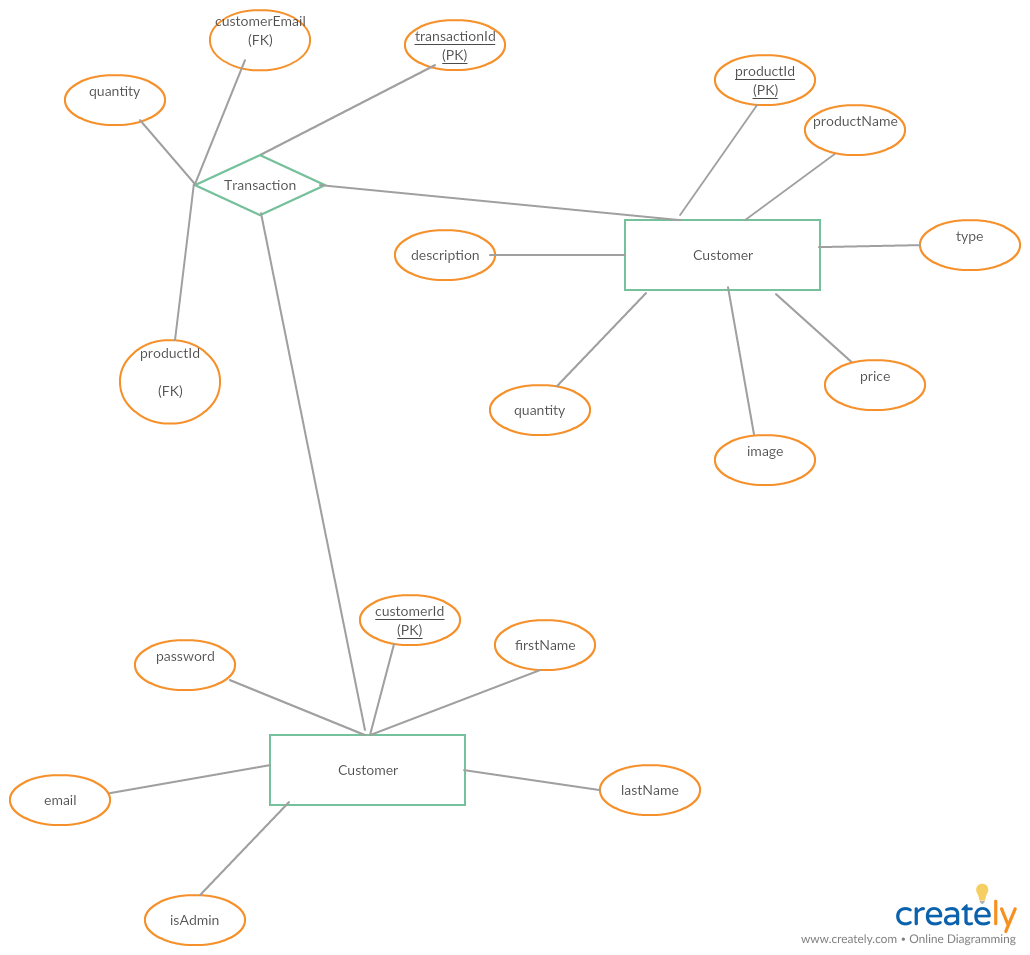 customerEmail
(FK)
transactionId
(PK)
quantity
productId
(PK)
productName
Transaction
type
description
Customer
productId
(FK)
price
quantity
image
customerId
(PK)
firstName
password
Customer
email
lastName
isAdmin
creately
www.creately.com • Online Diagramming